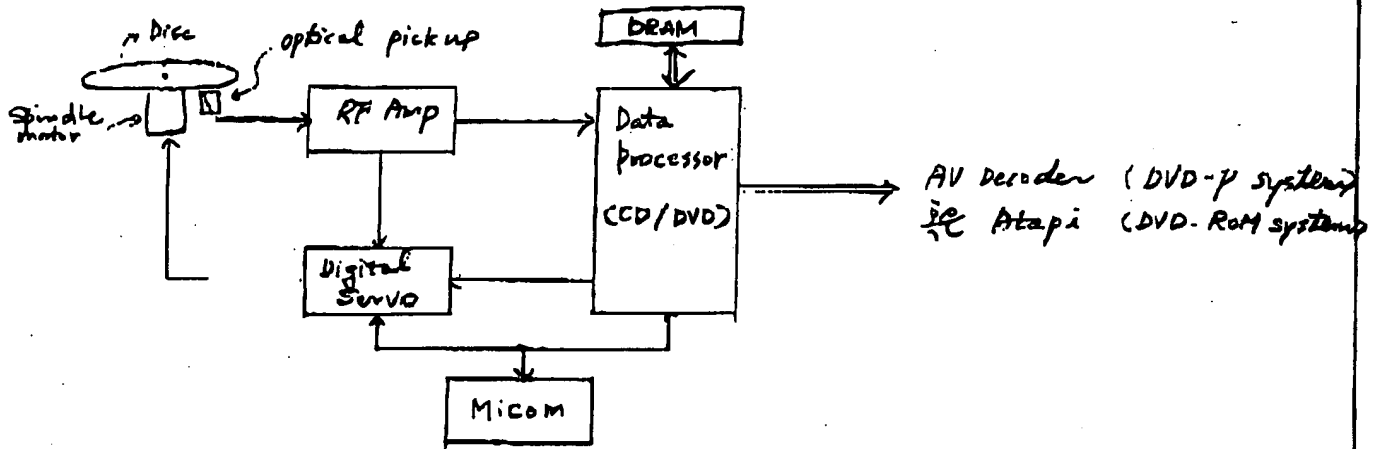 Disc
optical pickup
Spindle
motor
RF Amp
DRAM
Data
processor
(CD/DVD)
Digital
Servo
Micom
AV Decoder (DVD-P system)
Atapi (DVD-ROM system)